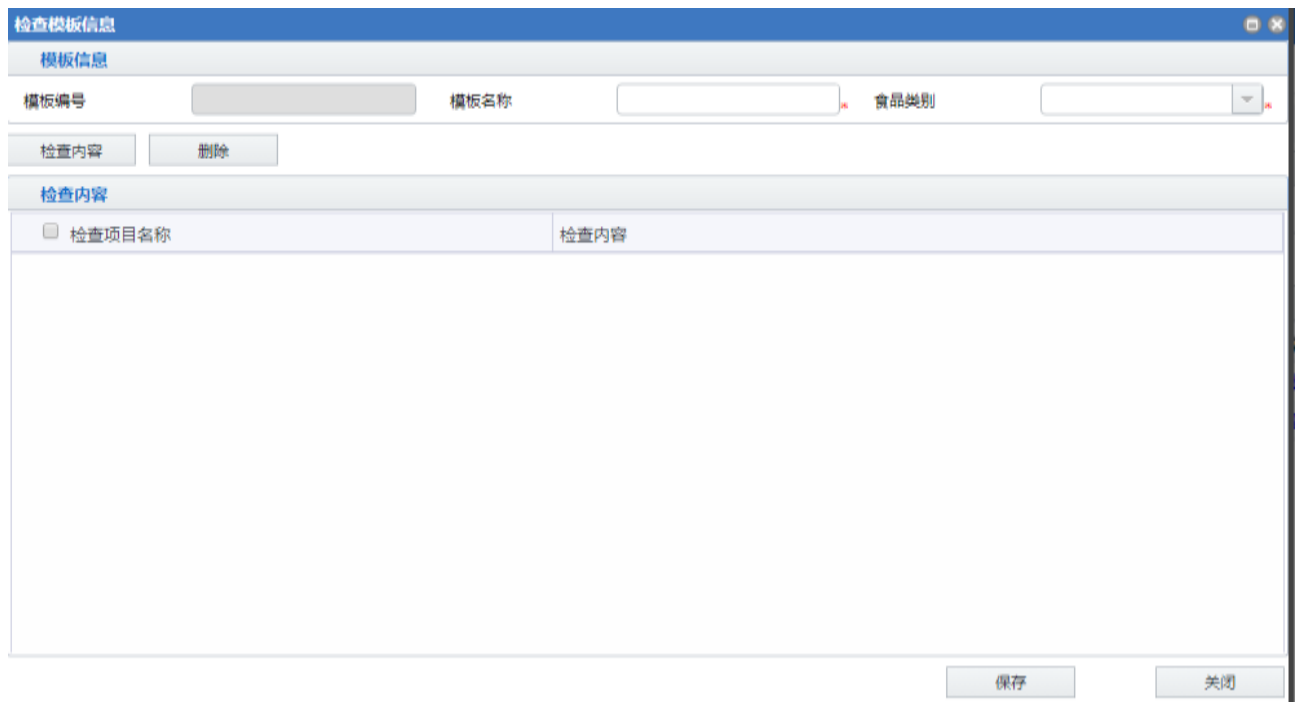 检查模板信息
模板信息
模板编号 模板名称 * 食品类别 *
检查内容 删除
检查内容
检查项目名称 检查内容
保存 关闭